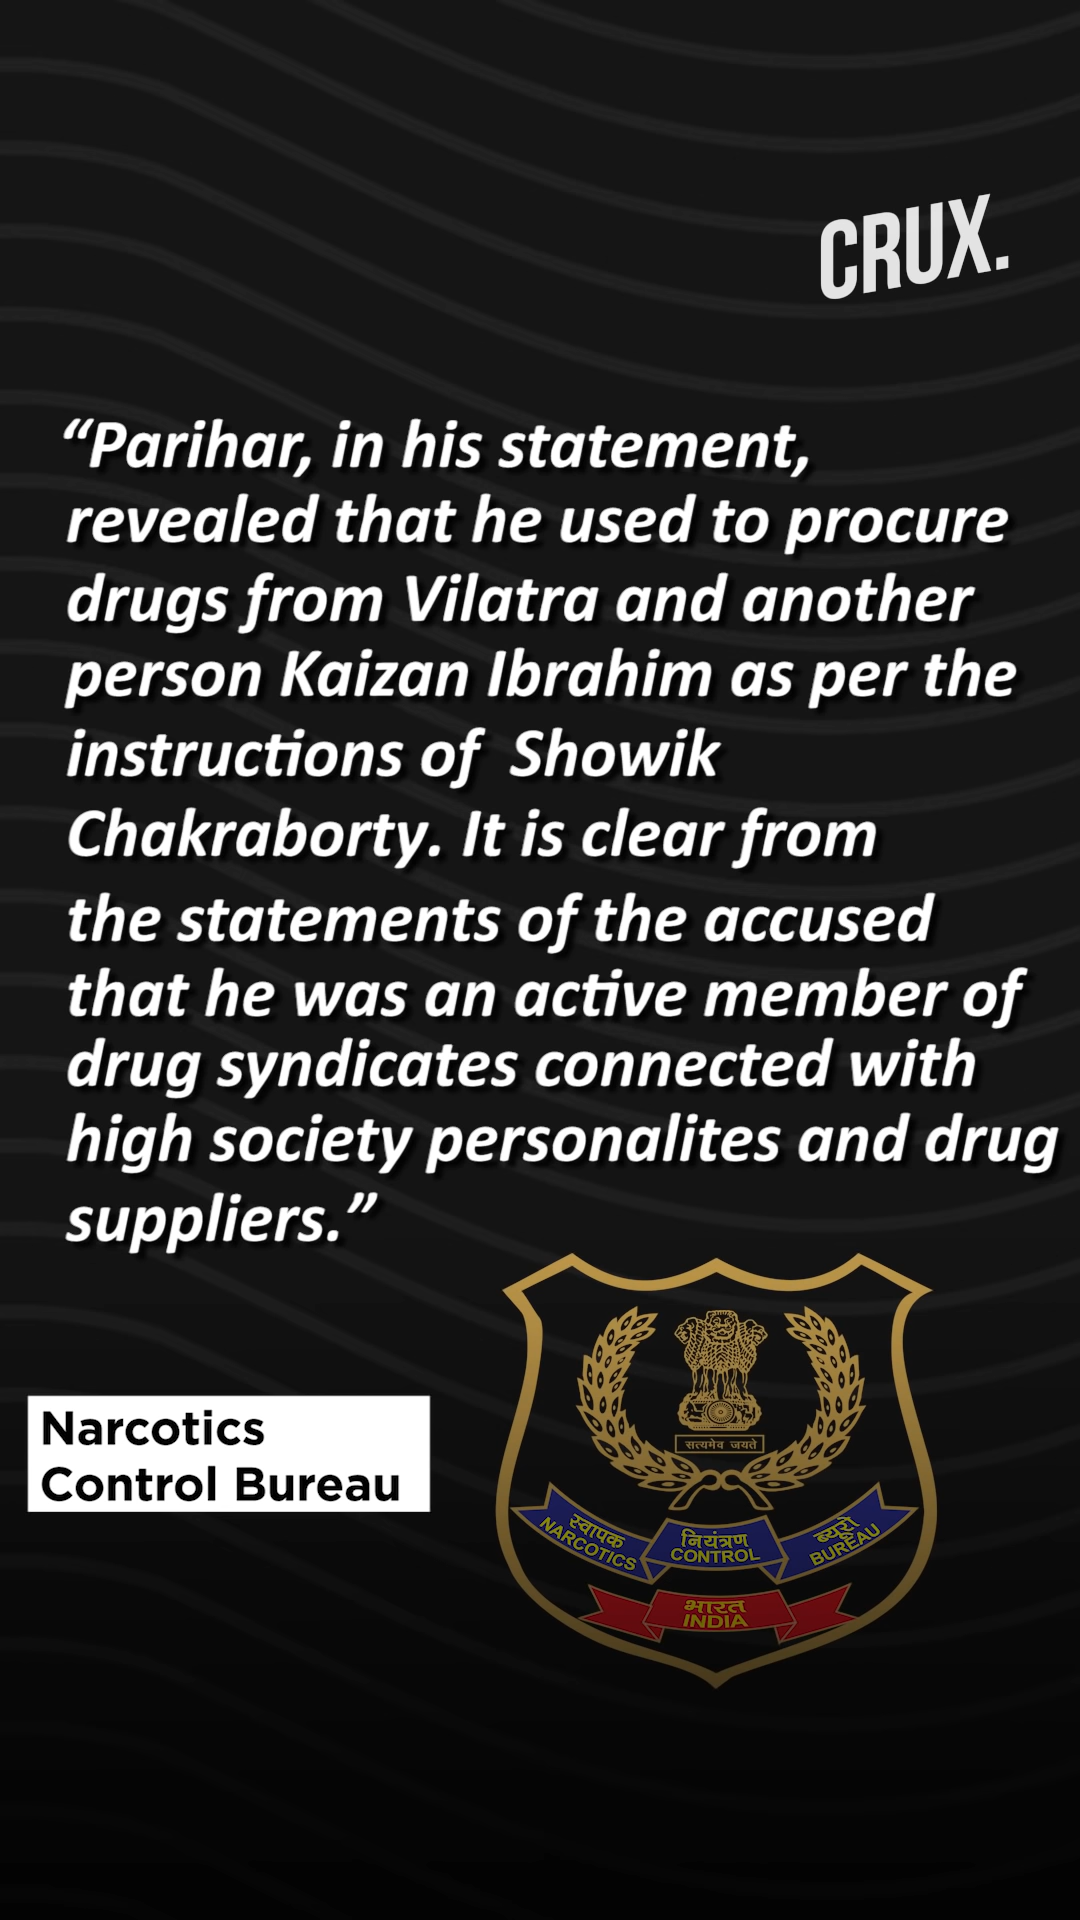 CRUX.
“Parihar, in his statement,
revealed that he used to procure
drugs from Vilatra and another
person Kaizan Ibrahim as per the
instructions of Showik
Chakraborty. It is clear from
the statements of the accused
that he was an active member of
drug syndicates connected with
high society personalites and drug
suppliers.”
Narcotics
Control Bureau
सत्यमेव जयते
स्वापक नियंत्रण ब्यूरो
NARCOTICS CONTROL BUREAU
भारत
INDIA